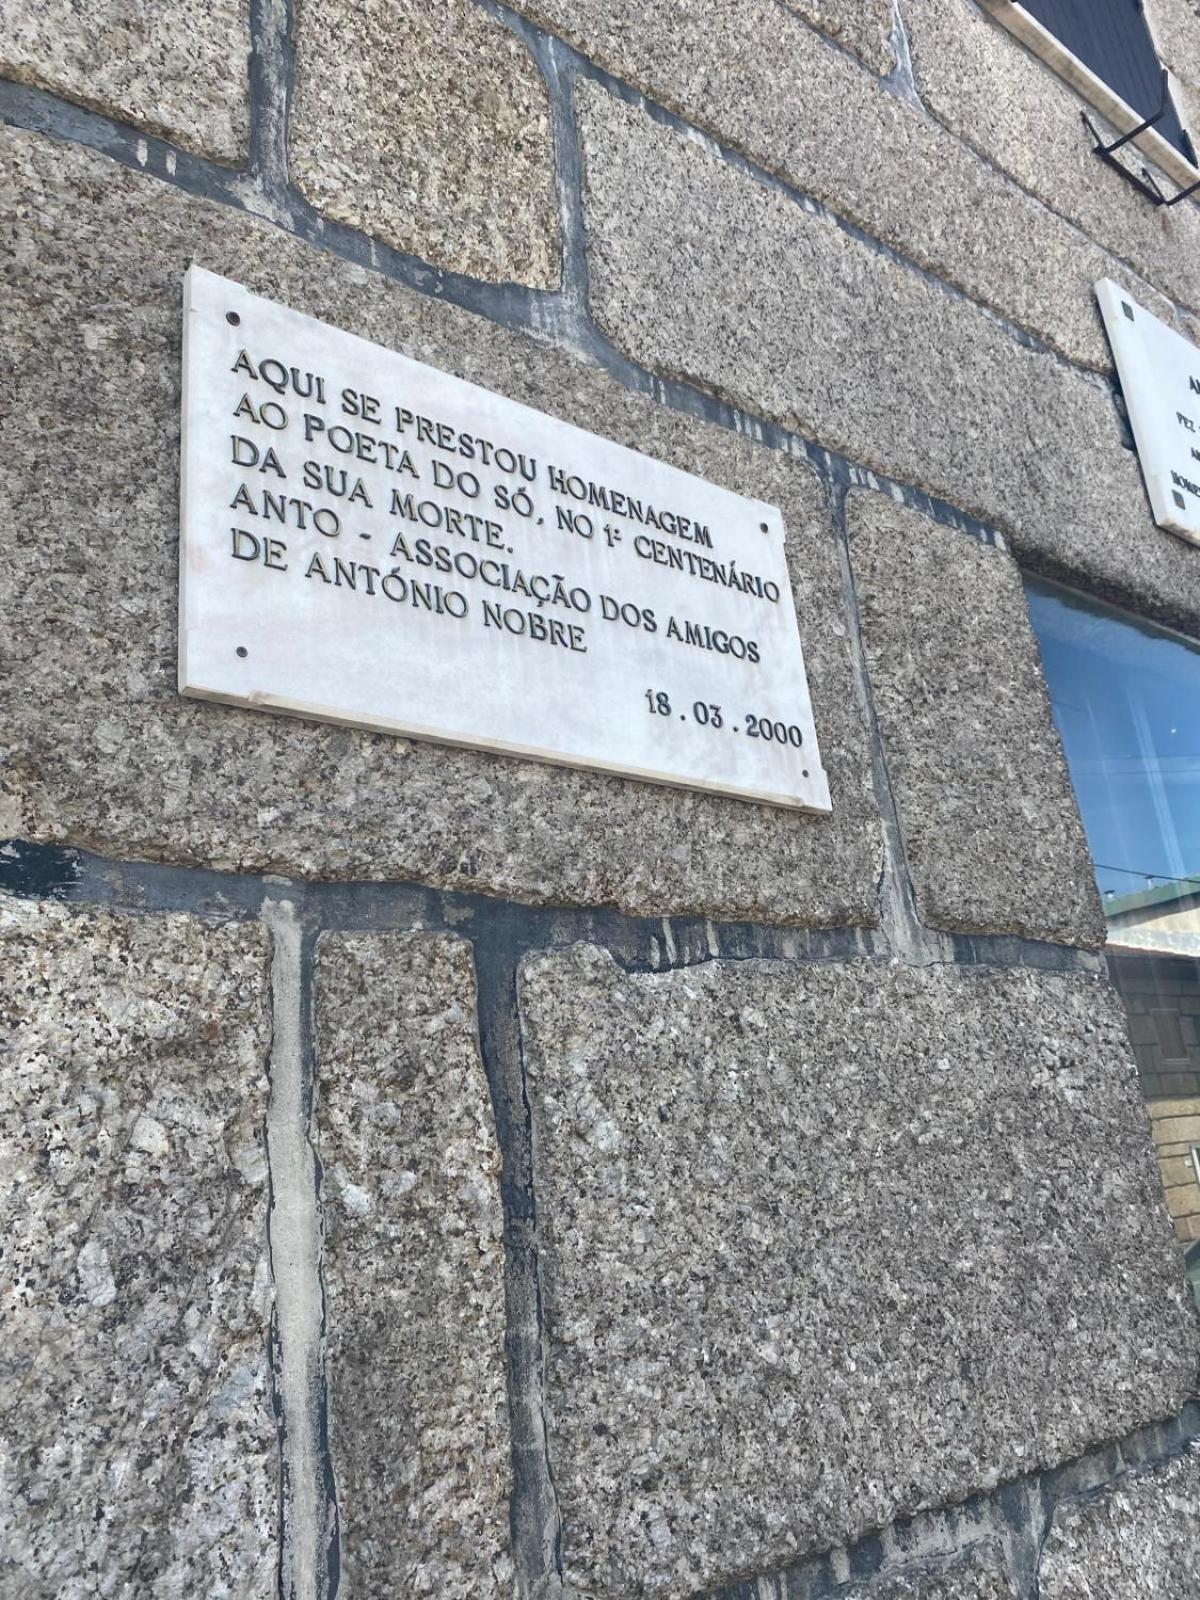 AQUI SE PRESTOU HOMENAGEM
AO POETA DO SÓ, NO 1º CENTENÁRIO
DA SUA MORTE.
ANTO - ASSOCIAÇÃO DOS AMIGOS
DE ANTÓNIO NOBRE
18.03.2000
FEZ